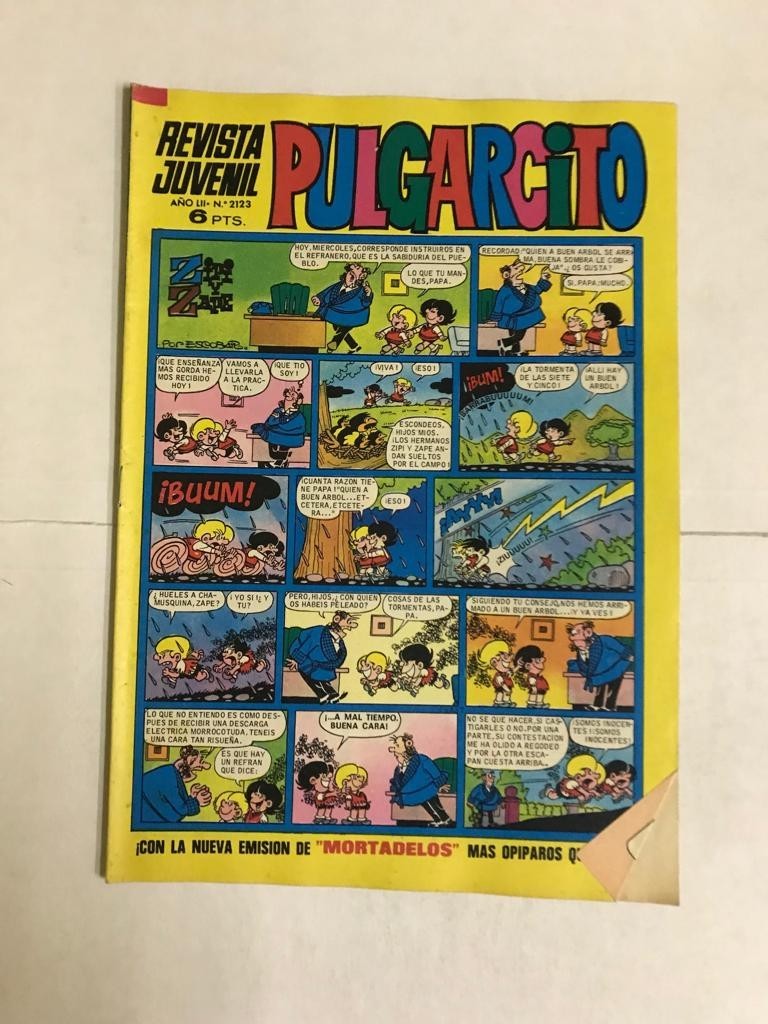 REVISTA
JUVENIL
PULGARCITO
AÑO LII • N.° 2123
6 PTS.
ZIPI
Y
ZAPE
POR ESCOBAR.
HOY, MIERCOLES, CORRESPONDE INSTRUIROS EN
EL REFRANERO, QUE ES LA SABIDURIA DEL PUE-
BLO.
LO QUE TU MAN-
DES, PAPA.
RECORDAD: "QUIEN A BUEN ARBOL SE ARRI-
MA, BUENA SOMBRA LE COBI-
JA" ¿OS GUSTA?
SI, PAPA; MUCHO.
¡QUE ENSEÑANZA
MAS GORDA HE-
MOS RECIBIDO
HOY!
VAMOS A
LLEVARLA
A LA PRAC-
TICA.
¡QUE TIO
SOY!
¡VIVA!
¡ESO!
ESCONDEOS,
HIJOS MIOS.
¡LOS HERMANOS
ZIPI Y ZAPE AN-
DAN SUELTOS
POR EL CAMPO!
¡BUM!
¡BARRABUUUUUM!
¡LA TORMENTA
DE LAS SIETE
Y CINCO!
¡ALLI HAY
UN BUEN
ARBOL!
¡BUUM!
¡CUANTA RAZON TIE-
NE PAPA! "QUIEN A
BUEN ARBOL...ET-
CETERA, ETCETE-
RA..."
¡ESO!
¡ZIUUUUU!
¿HUELES A CHA-
MUSQUINA, ZAPE?
¡YO SI! ¿Y
TU?
PERO, HIJOS, ¿CON QUIEN
OS HABEIS PELEADO?
COSAS DE LAS
TORMENTAS, PA-
PA.
SIGUIENDO TU CONSEJO, NOS HEMOS ARRI-
MADO A UN BUEN ARBOL... ¡Y YA VES!
LO QUE NO ENTIENDO ES COMO DES-
PUES DE RECIBIR UNA DESCARGA
ELECTRICA MORROCOTUDA, TENEIS
UNA CARA TAN RISUEÑA.
ES QUE HAY
UN REFRAN
QUE DICE:
¡...A MAL TIEMPO,
BUENA CARA!
NO SE QUE HACER, SI CAS-
TIGARLES O NO. POR UNA
PARTE, SU CONTESTACION
ME HA OLIDO A REGODEO
Y POR LA OTRA ESCA-
PAN CUESTA ARRIBA...
¡SOMOS INOCEN-
TES! ¡SOMOS
INOCENTES!
¡CON LA NUEVA EMISION DE "MORTADELOS" MAS OPIPAROS